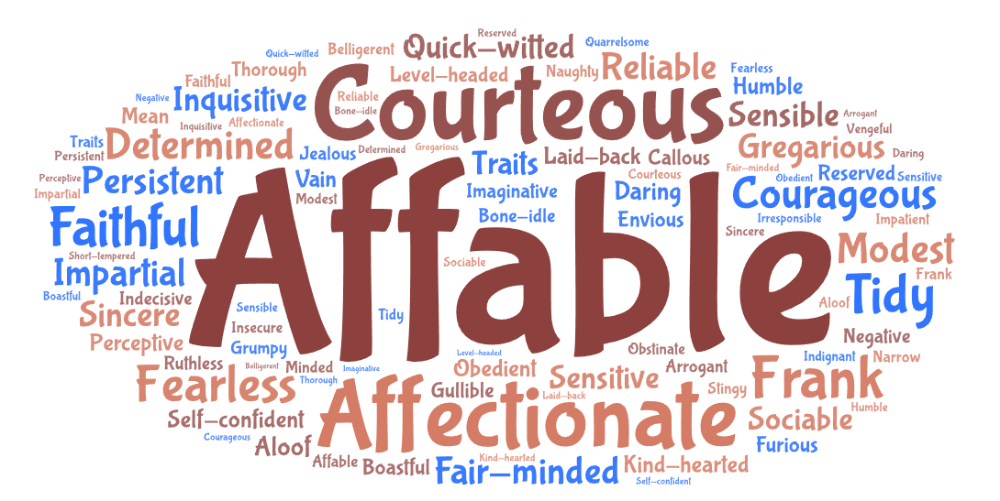 Reserved
Quick-witted
Quarrelsome
Belligerent
Quick-witted
Thorough
Level-headed
Naughty
Reliable
Fearless
Faithful
Humble
Negative
Inquisitive
Reliable
Bone-idle
Courteous
Sensible
Arrogant
Mean
Inquisitive
Affectionate
Vengeful
Traits
Persistent
Determined
Jealous
Determined
Gregarious
Laid-back
Callous
Gregarious
Daring
Perceptive
Persistent
Vain
Traits
Courteous
Fair-minded
Obedient
Reserved
Sensitive
Impartial
Modest
Imaginative
Daring
Courageous
Faithful
Bone-idle
Envious
Irresponsible
Impatient
Sincere
Affable
Short-tempered
Sociable
Modest
Impartial
Frank
Boastful
Indecisive
Sensible
Tidy
Aloof
Tidy
Sincere
Insecure
Perceptive
Grumpy
Level-headed
Obstinate
Negative
Ruthless
Belligerent
Minded
Imaginative
Obedient
Arrogant
Indignant
Narrow
Fearless
Thorough
Affectionate
Gullible
Sensitive
Laid-back
Stingy
Frank
Self-confident
Sociable
Humble
Courageous
Aloof
Furious
Affable
Boastful
Kind-hearted
Fair-minded
Kind-hearted
Self-confident